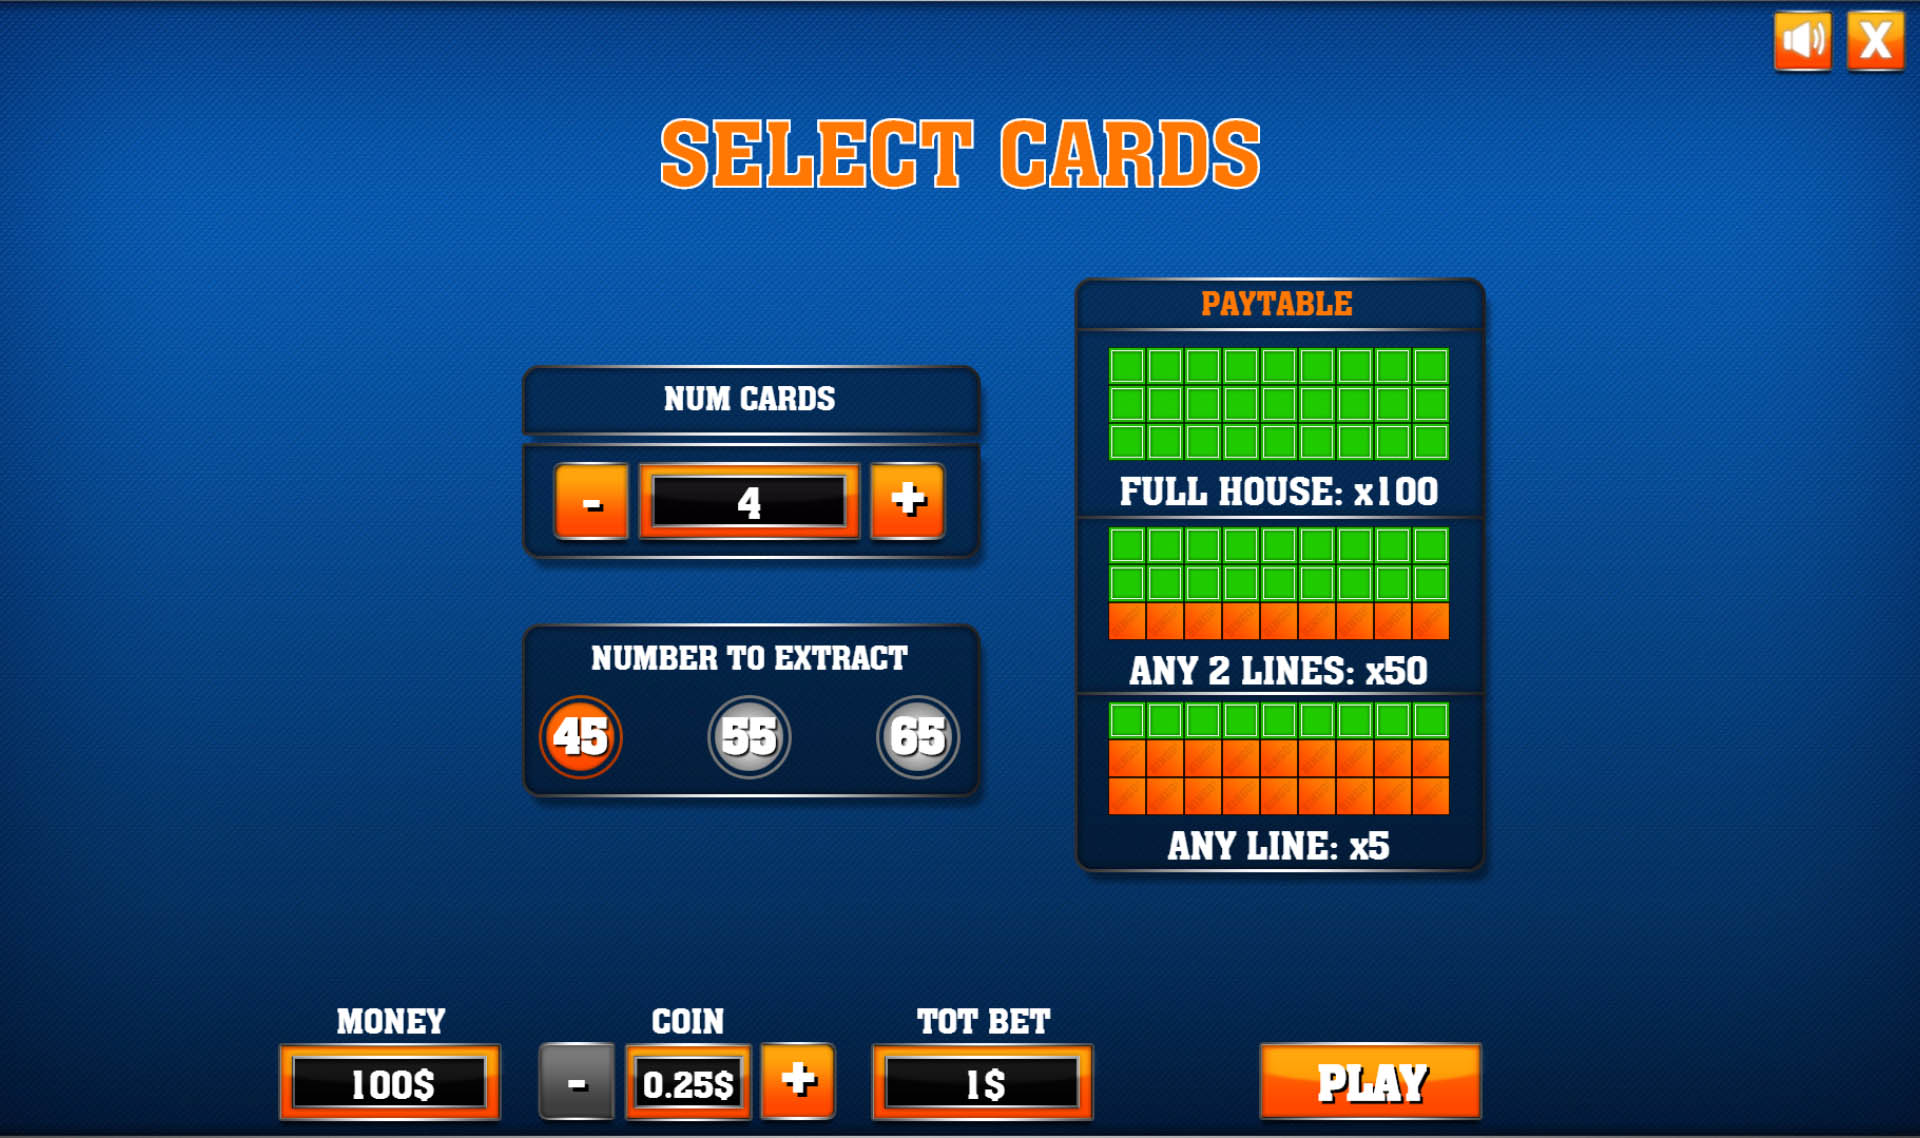 X
SELECT CARDS
NUM CARDS
- 4 +
NUMBER TO EXTRACT
45 55 65
PAYTABLE
FULL HOUSE: x100
ANY 2 LINES: x50
ANY LINE: x5
MONEY
100$
COIN
- 0.25$ +
TOT BET
1$
PLAY